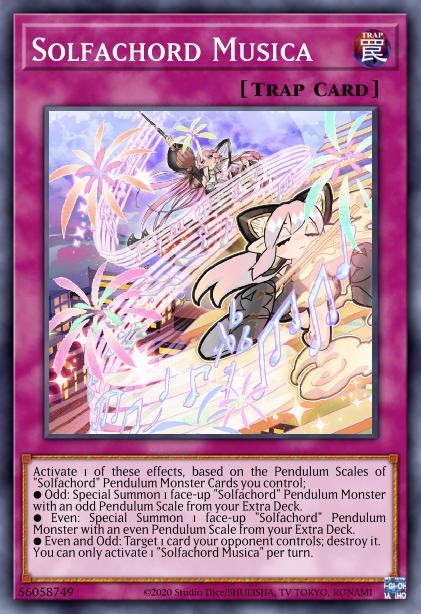 SOLFACHORD MUSICA
TRAP
罠
[TRAP CARD]
Activate 1 of these effects, based on the Pendulum Scales of
"Solfachord" Pendulum Monster Cards you control;
● Odd: Special Summon 1 face-up "Solfachord" Pendulum Monster
with an odd Pendulum Scale from your Extra Deck.
● Even: Special Summon 1 face-up "Solfachord" Pendulum
Monster with an even Pendulum Scale from your Extra Deck.
● Even and Odd: Target 1 card your opponent controls; destroy it.
You can only activate 1 "Solfachord Musica" per turn.
56058749
©2020 Studio Dice/SHUEISHA, TV TOKYO, KONAMI